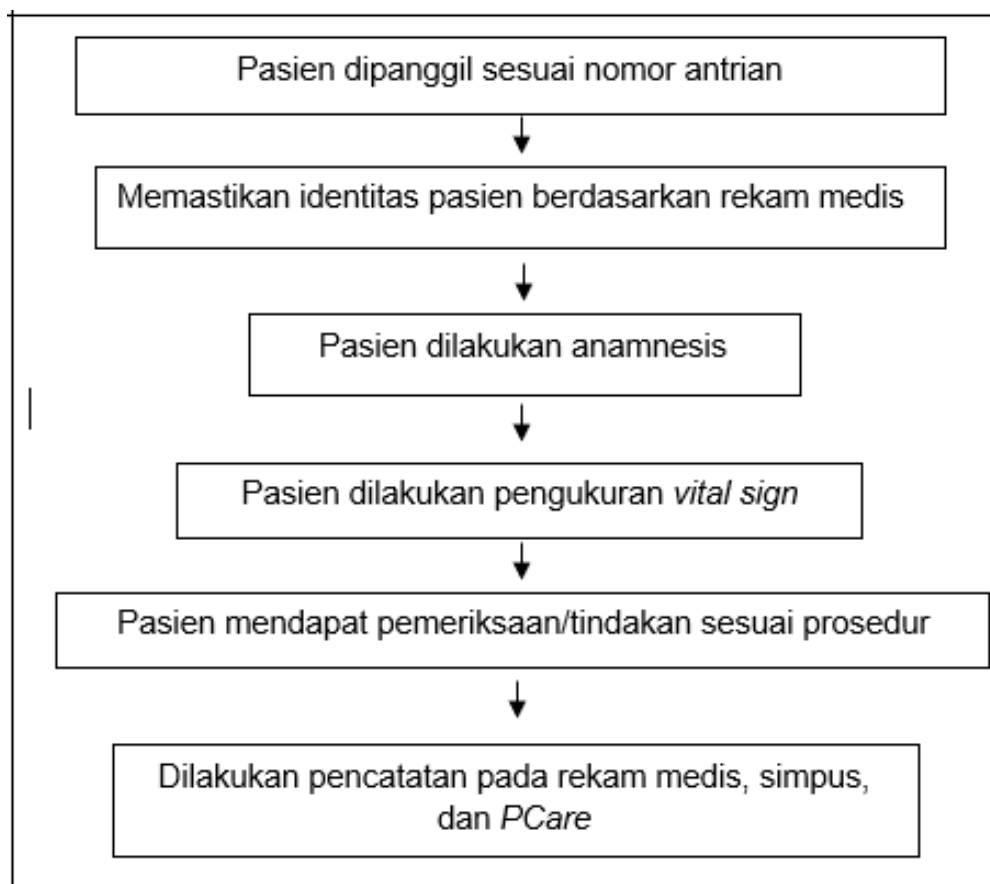 Pasien dipanggil sesuai nomor antrian
Memastikan identitas pasien berdasarkan rekam medis
Pasien dilakukan anamnesis
Pasien dilakukan pengukuran vital sign
Pasien mendapat pemeriksaan/tindakan sesuai prosedur
Dilakukan pencatatan pada rekam medis, simpus,
dan PCare